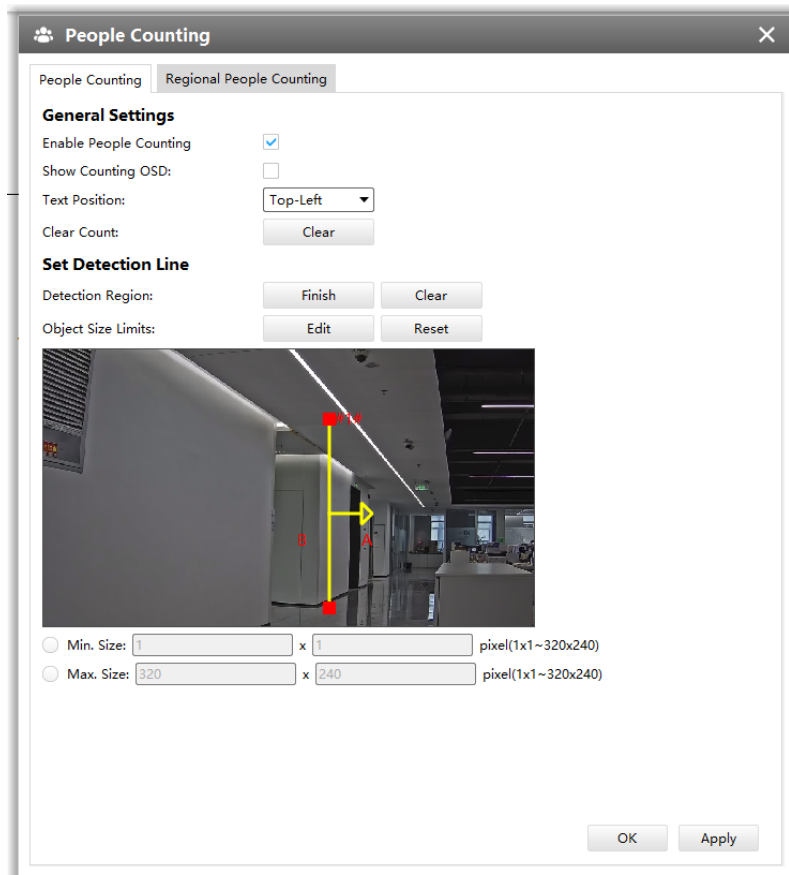 People Counting
People Counting Regional People Counting
General Settings
Enable People Counting
Show Counting OSD:
Text Position: Top-Left
Clear Count: Clear
Set Detection Line
Detection Region: Finish Clear
Object Size Limits: Edit Reset
#1#
B A
Min. Size: 1 x 1 pixel(1x1~320x240)
Max. Size: 320 x 240 pixel(1x1~320x240)
OK Apply